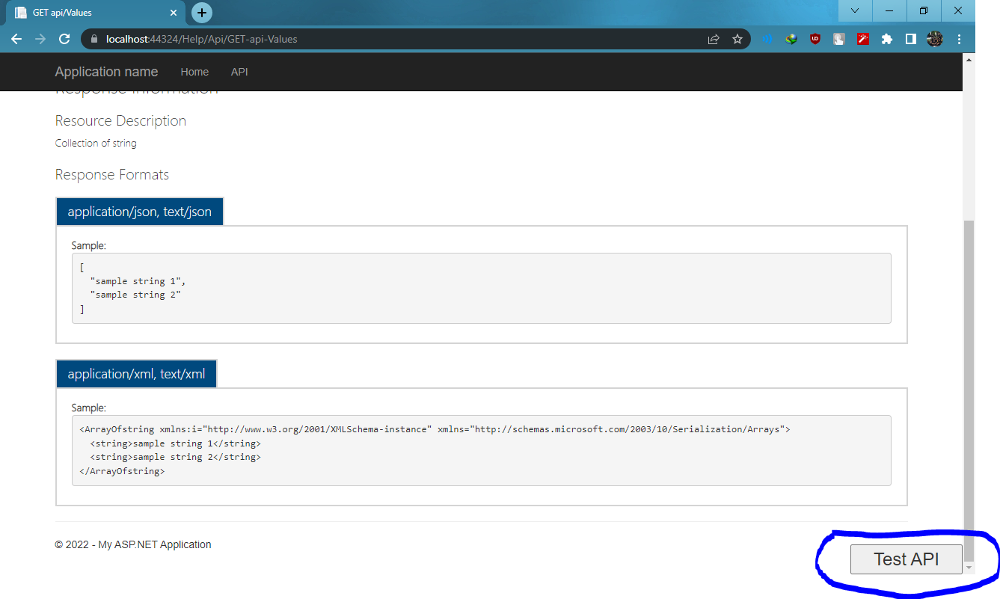 GET api/Values
localhost:44324/Help/Api/GET-api-Values
Application name Home API
Response Information
Resource Description
Collection of string
Response Formats
application/json, text/json
Sample:
[
"sample string 1",
"sample string 2"
]
application/xml, text/xml
Sample:
<ArrayOfstring xmlns:i="http://www.w3.org/2001/XMLSchema-instance" xmlns="http://schemas.microsoft.com/2003/10/Serialization/Arrays">
<string>sample string 1</string>
<string>sample string 2</string>
</ArrayOfstring>
© 2022 - My ASP.NET Application
Test API